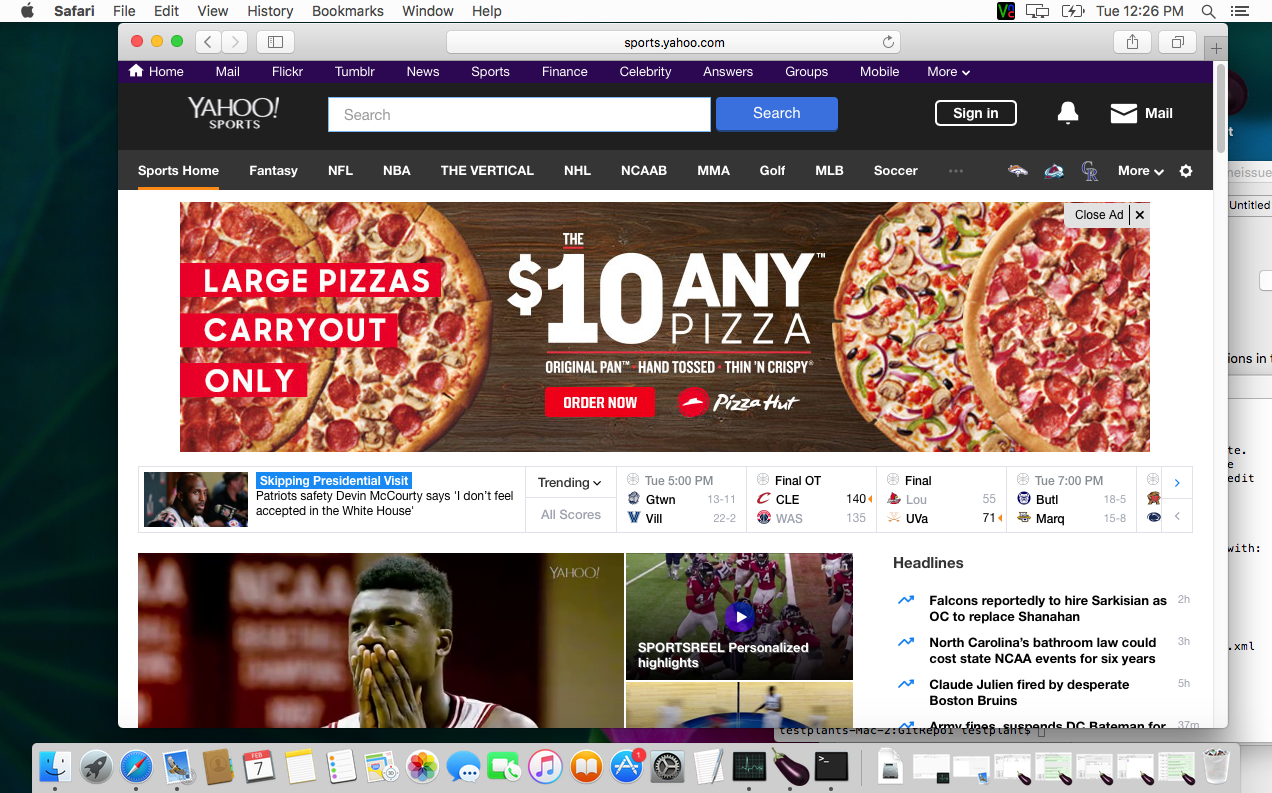 Safari File Edit View History Bookmarks Window Help Tue 12:26 PM
sports.yahoo.com
Home Mail Flickr Tumblr News Sports Finance Celebrity Answers Groups Mobile More
YAHOO!
SPORTS
Search Search Sign in Mail
Sports Home Fantasy NFL NBA THE VERTICAL NHL NCAAB MMA Golf MLB Soccer ... More
Close Ad
LARGE PIZZAS
CARRYOUT
ONLY
THE
$10 ANY™
PIZZA
ORIGINAL PAN™ · HAND TOSSED · THIN 'N CRISPY®
ORDER NOW Pizza Hut
Skipping Presidential Visit
Patriots safety Devin McCourty says 'I don't feel
accepted in the White House'
Trending
All Scores
Tue 5:00 PM
Gtwn 13-11
Vill 22-2
Final OT
CLE 140
WAS 135
Final
Lou 55
UVa 71
Tue 7:00 PM
Butl 18-5
Marq 15-8
YAHOO!
SPORTSREEL Personalized
highlights
Headlines
Falcons reportedly to hire Sarkisian as 2h
OC to replace Shanahan
North Carolina's bathroom law could 3h
cost state NCAA events for six years
Claude Julien fired by desperate 5h
Boston Bruins
Army fines, suspends DC Bateman for 37m
neissue
Untitled
ions in t
te.
e
edit
with:
.xml
testplants-Mac-2:GitRepo1 testplant$
FEB
7
1